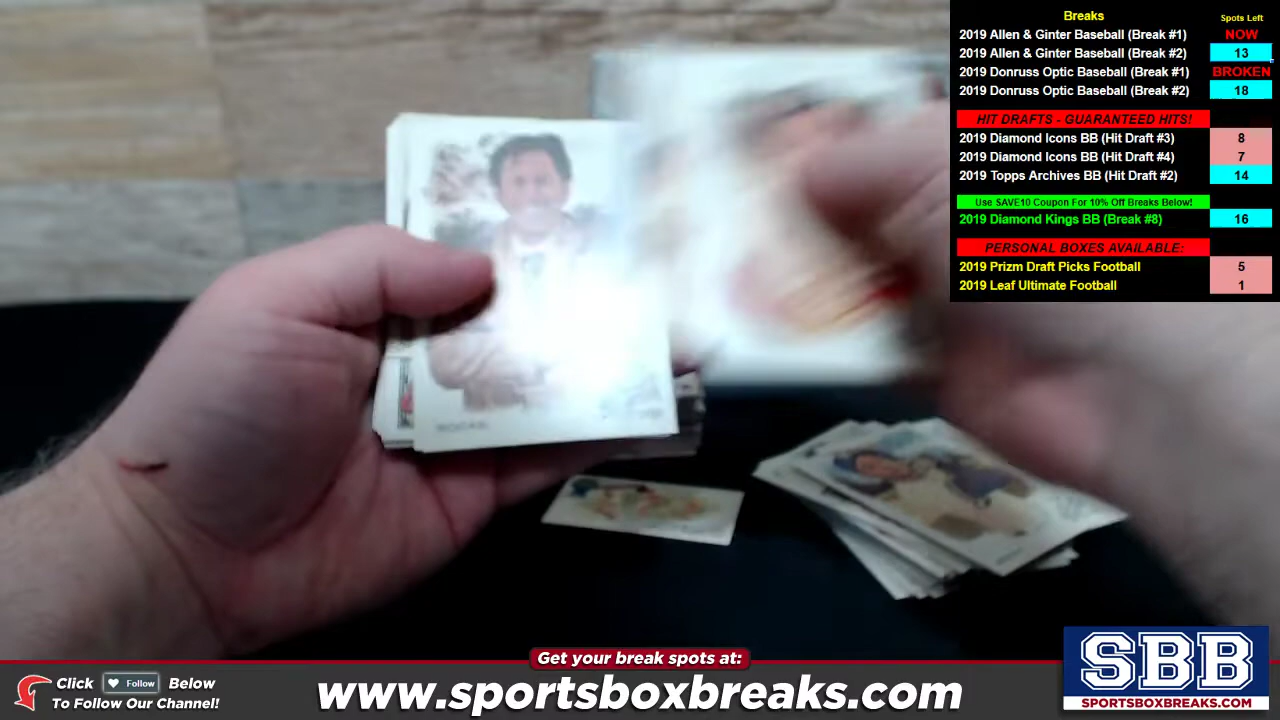 Breaks Spots Left
2019 Allen & Ginter Baseball (Break #1) NOW
2019 Allen & Ginter Baseball (Break #2) 13
2019 Donruss Optic Baseball (Break #1) BROKEN
2019 Donruss Optic Baseball (Break #2) 18
HIT DRAFTS - GUARANTEED HITS!
2019 Diamond Icons BB (Hit Draft #3) 8
2019 Diamond Icons BB (Hit Draft #4) 7
2019 Topps Archives BB (Hit Draft #2) 14
Use SAVE10 Coupon For 10% Off Breaks Below!
2019 Diamond Kings BB (Break #8) 16
PERSONAL BOXES AVAILABLE:
2019 Prizm Draft Picks Football 5
2019 Leaf Ultimate Football 1
Get your break spots at:
Click Follow Below
To Follow Our Channel!
www.sportsboxbreaks.com
SBB
SPORTSBOXBREAKS.COM